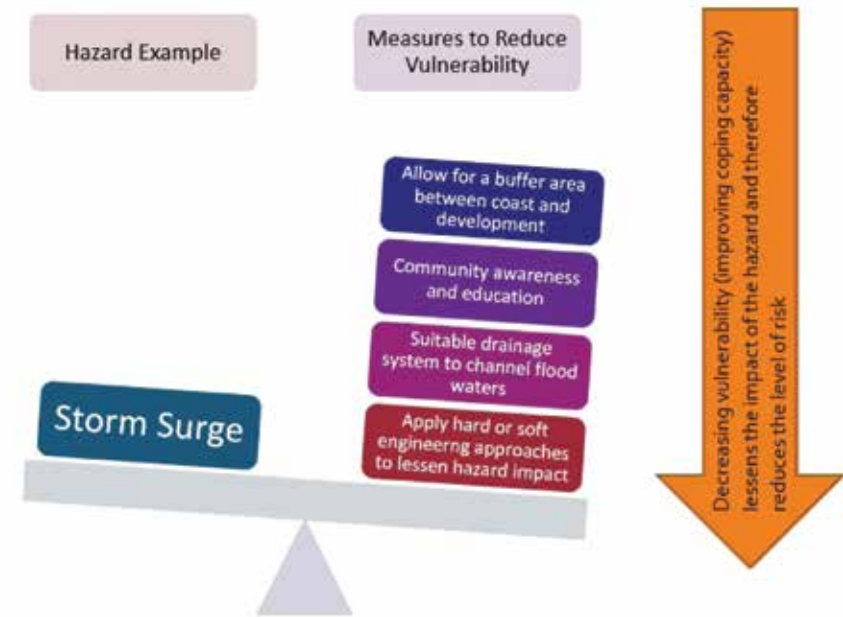 Hazard Example
Measures to Reduce
Vulnerability
Allow for a buffer area
between coast and
development
Community awareness
and education
Suitable drainage
system to channel flood
waters
Storm Surge
Apply hard or soft
engineerng approaches
to lessen hazard impact
Decreasing vulnerability (improving coping capacity)
lessens the impact of the hazard and therefore
reduces the level of risk